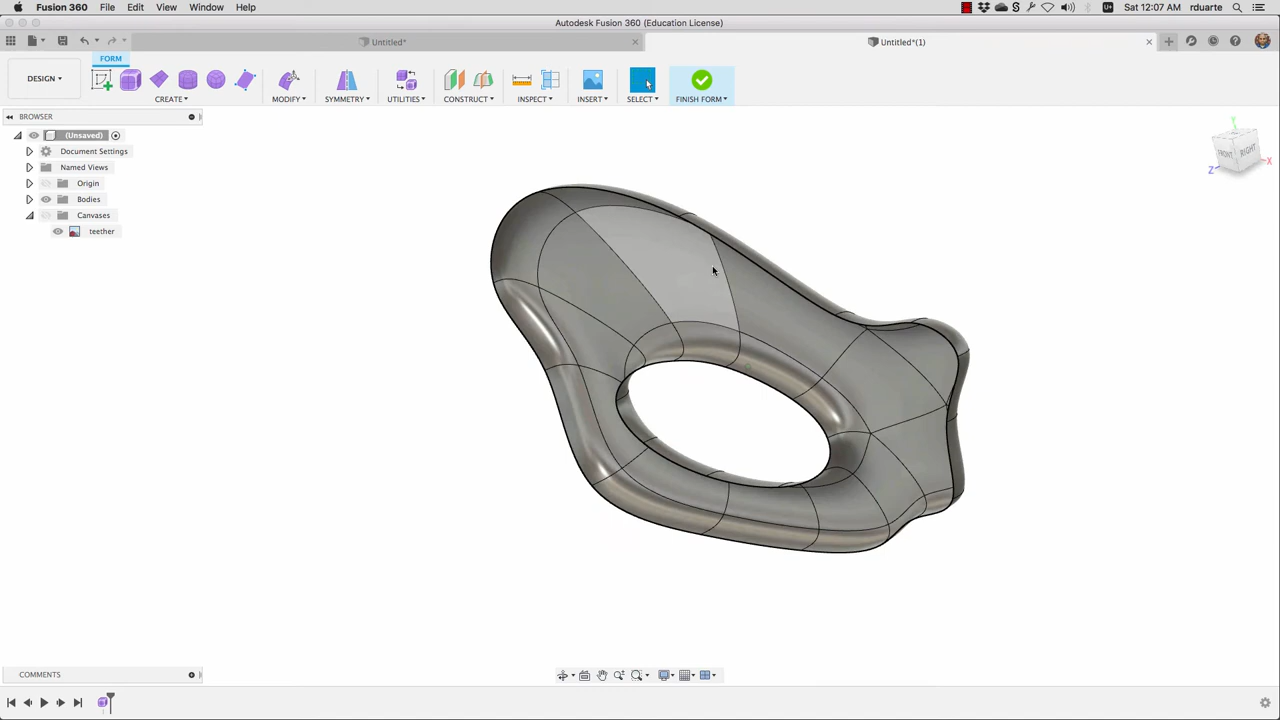 Fusion 360 File Edit View Window Help Sat 12:07 AM rduarte
Autodesk Fusion 360 (Education License)
Untitled* Untitled*(1)
FORM
DESIGN
CREATE MODIFY SYMMETRY UTILITIES CONSTRUCT INSPECT INSERT SELECT FINISH FORM
BROWSER
(Unsaved)
Document Settings
Named Views
Origin
Bodies
Canvases
teether
Y
FRONT RIGHT
X
Z
COMMENTS